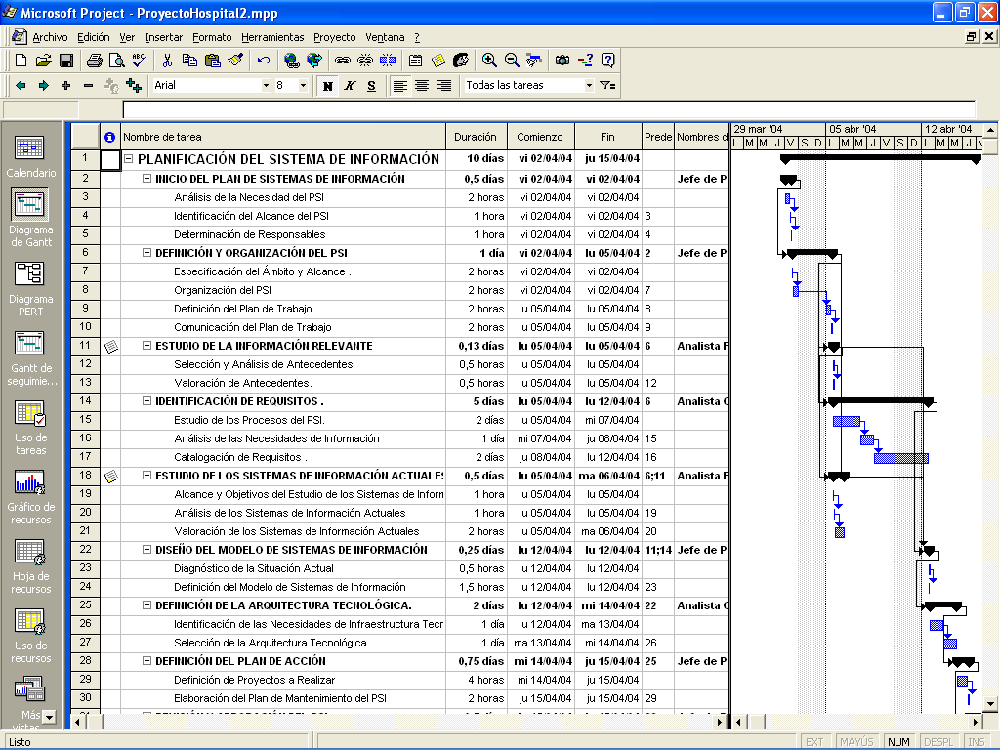 Microsoft Project - ProyectoHospital2.mpp
Archivo Edición Ver Insertar Formato Herramientas Proyecto Ventana ?
Arial 8 N K S Todas las tareas
Nombre de tarea Duración Comienzo Fin Prede Nombres d 29 mar '04 05 abr '04 12 abr '04
L M M J V S D L M M J V S D L M M J V
1 PLANIFICACIÓN DEL SISTEMA DE INFORMACIÓN 10 días vi 02/04/04 ju 15/04/04
2 INICIO DEL PLAN DE SISTEMAS DE INFORMACIÓN 0,5 días vi 02/04/04 vi 02/04/04 Jefe de P
3 Análisis de la Necesidad del PSI 2 horas vi 02/04/04 vi 02/04/04
4 Identificación del Alcance del PSI 1 hora vi 02/04/04 vi 02/04/04 3
5 Determinación de Responsables 1 hora vi 02/04/04 vi 02/04/04 4
6 DEFINICIÓN Y ORGANIZACIÓN DEL PSI 1 día vi 02/04/04 lu 05/04/04 2 Jefe de P
7 Especificación del Ámbito y Alcance . 2 horas vi 02/04/04 vi 02/04/04
8 Organización del PSI 2 horas vi 02/04/04 vi 02/04/04 7
9 Definición del Plan de Trabajo 2 horas lu 05/04/04 lu 05/04/04 8
10 Comunicación del Plan de Trabajo 2 horas lu 05/04/04 lu 05/04/04 9
11 ESTUDIO DE LA INFORMACIÓN RELEVANTE 0,13 días lu 05/04/04 lu 05/04/04 6 Analista F
12 Selección y Análisis de Antecedentes 0,5 horas lu 05/04/04 lu 05/04/04
13 Valoración de Antecedentes. 0,5 horas lu 05/04/04 lu 05/04/04 12
14 IDENTIFICACIÓN DE REQUISITOS . 5 días lu 05/04/04 lu 12/04/04 6 Analista C
15 Estudio de los Procesos del PSI. 2 días lu 05/04/04 mi 07/04/04
16 Análisis de las Necesidades de Información 1 día mi 07/04/04 ju 08/04/04 15
17 Catalogación de Requisitos . 2 días ju 08/04/04 lu 12/04/04 16
18 ESTUDIO DE LOS SISTEMAS DE INFORMACIÓN ACTUALES 0,5 días lu 05/04/04 ma 06/04/04 6;11 Analista F
19 Alcance y Objetivos del Estudio de los Sistemas de Inform 1 hora lu 05/04/04 lu 05/04/04
20 Análisis de los Sistemas de Información Actuales 1 hora lu 05/04/04 lu 05/04/04 19
21 Valoración de los Sistemas de Información Actuales 2 horas lu 05/04/04 ma 06/04/04 20
22 DISEÑO DEL MODELO DE SISTEMAS DE INFORMACIÓN 0,25 días lu 12/04/04 lu 12/04/04 11;14 Jefe de P
23 Diagnóstico de la Situación Actual 0,5 horas lu 12/04/04 lu 12/04/04
24 Definición del Modelo de Sistemas de Información 1,5 horas lu 12/04/04 lu 12/04/04 23
25 DEFINICIÓN DE LA ARQUITECTURA TECNOLÓGICA. 2 días lu 12/04/04 mi 14/04/04 22 Analista C
26 Identificación de las Necesidades de Infraestructura Tecr 1 día lu 12/04/04 ma 13/04/04
27 Selección de la Arquitectura Tecnológica 1 día ma 13/04/04 mi 14/04/04 26
28 DEFINICIÓN DEL PLAN DE ACCIÓN 0,75 días mi 14/04/04 ju 15/04/04 25 Jefe de P
29 Definición de Proyectos a Realizar 4 horas mi 14/04/04 ju 15/04/04
30 Elaboración del Plan de Mantenimiento del PSI 2 horas ju 15/04/04 ju 15/04/04 29
Calendario
Diagrama
de Gantt
Diagrama
PERT
Gantt de
seguimie...
Uso de
tareas
Gráfico de
recursos
Hoja de
recursos
Uso de
recursos
Más
vistas
Listo EXT MAYÚS NUM DESPL INS